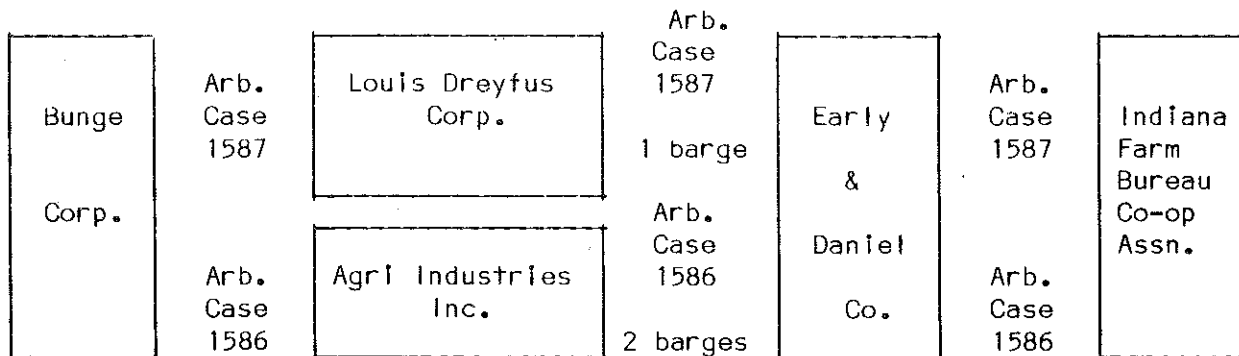 Bunge
Corp.
Arb.
Case
1587
Arb.
Case
1586
Louis Dreyfus
Corp.
Agri Industries
Inc.
Arb.
Case
1587
1 barge
Arb.
Case
1586
2 barges
Early
&
Daniel
Co.
Arb.
Case
1587
Arb.
Case
1586
Indiana
Farm
Bureau
Co-op
Assn.